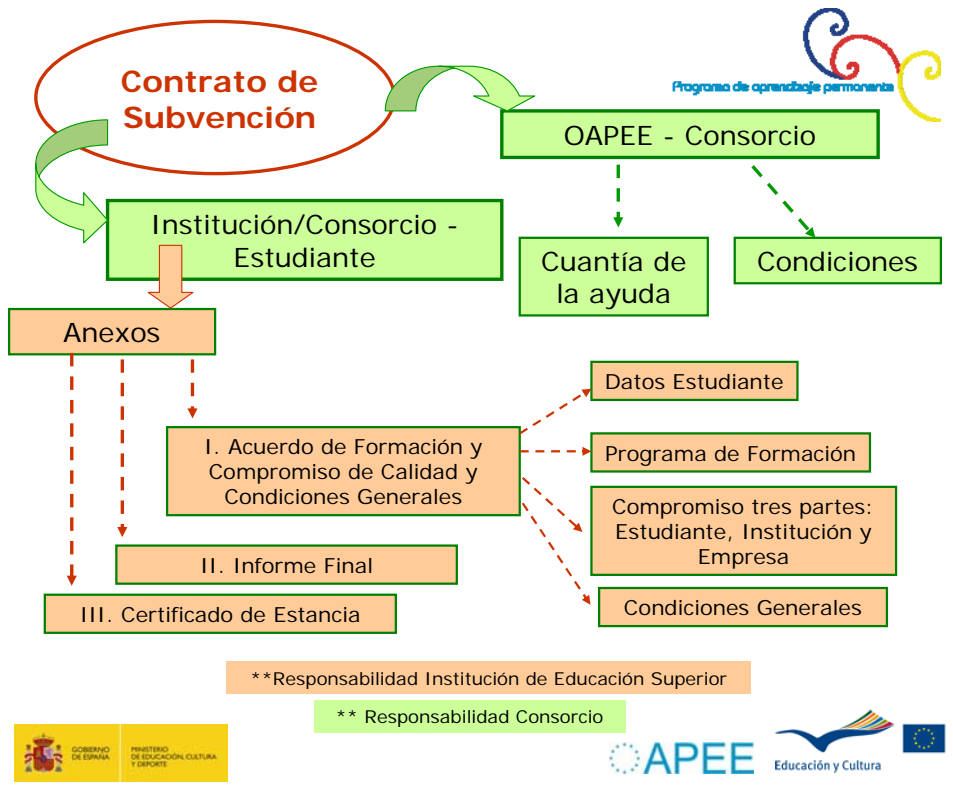 Contrato de
Subvención
Programa de aprendizaje permanente
OAPEE - Consorcio
Institución/Consorcio -
Estudiante
Cuantía de
la ayuda
Condiciones
Anexos
Datos Estudiante
I. Acuerdo de Formación y
Compromiso de Calidad y
Condiciones Generales
Programa de Formación
Compromiso tres partes:
Estudiante, Institución y
Empresa
II. Informe Final
III. Certificado de Estancia
Condiciones Generales
**Responsabilidad Institución de Educación Superior
** Responsabilidad Consorcio
GOBIERNO
DE ESPAÑA
MINISTERIO
DE EDUCACIÓN, CULTURA
Y DEPORTE
OAPEE
Educación y Cultura